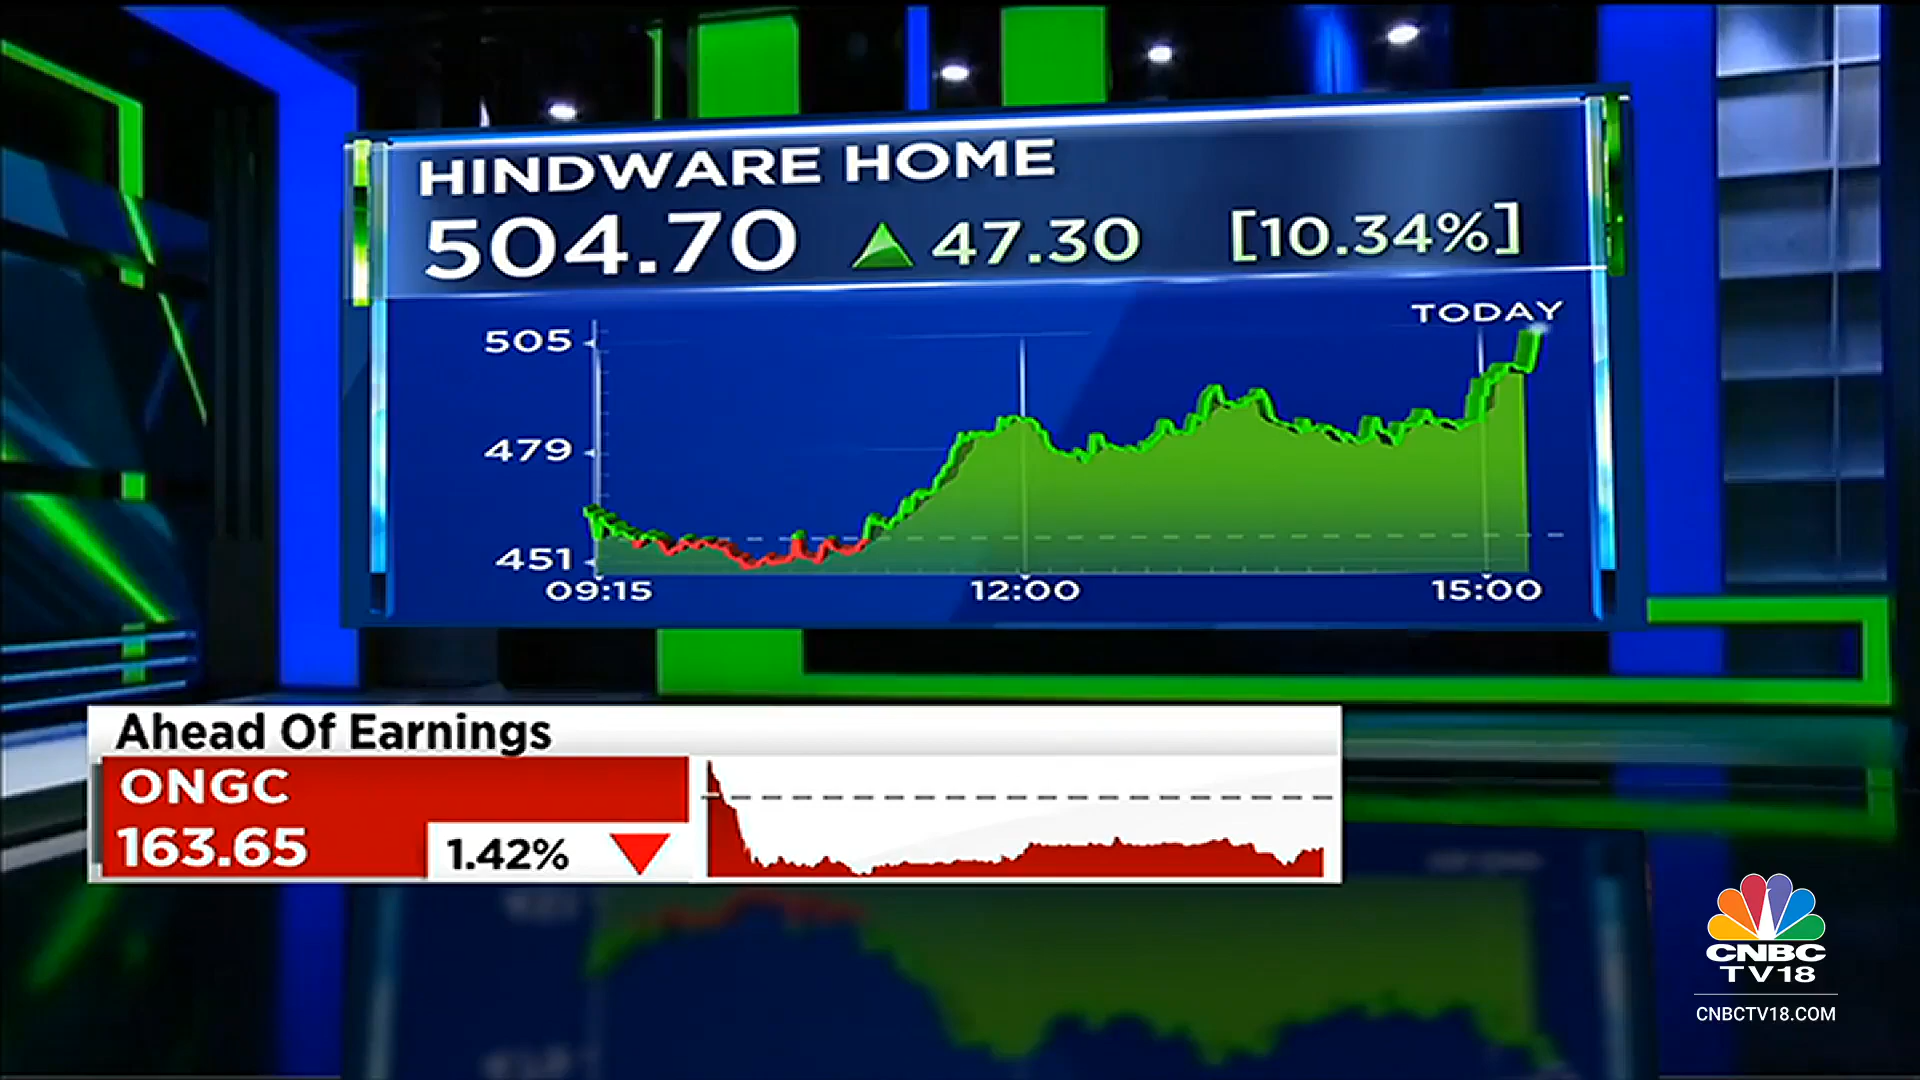 HINDWARE HOME
504.70 ▲ 47.30 [10.34%]
TODAY
505
479
451
09:15 12:00 15:00
Ahead Of Earnings
ONGC
163.65 1.42% ▼
CNBC
TV18
CNBCTV18.COM